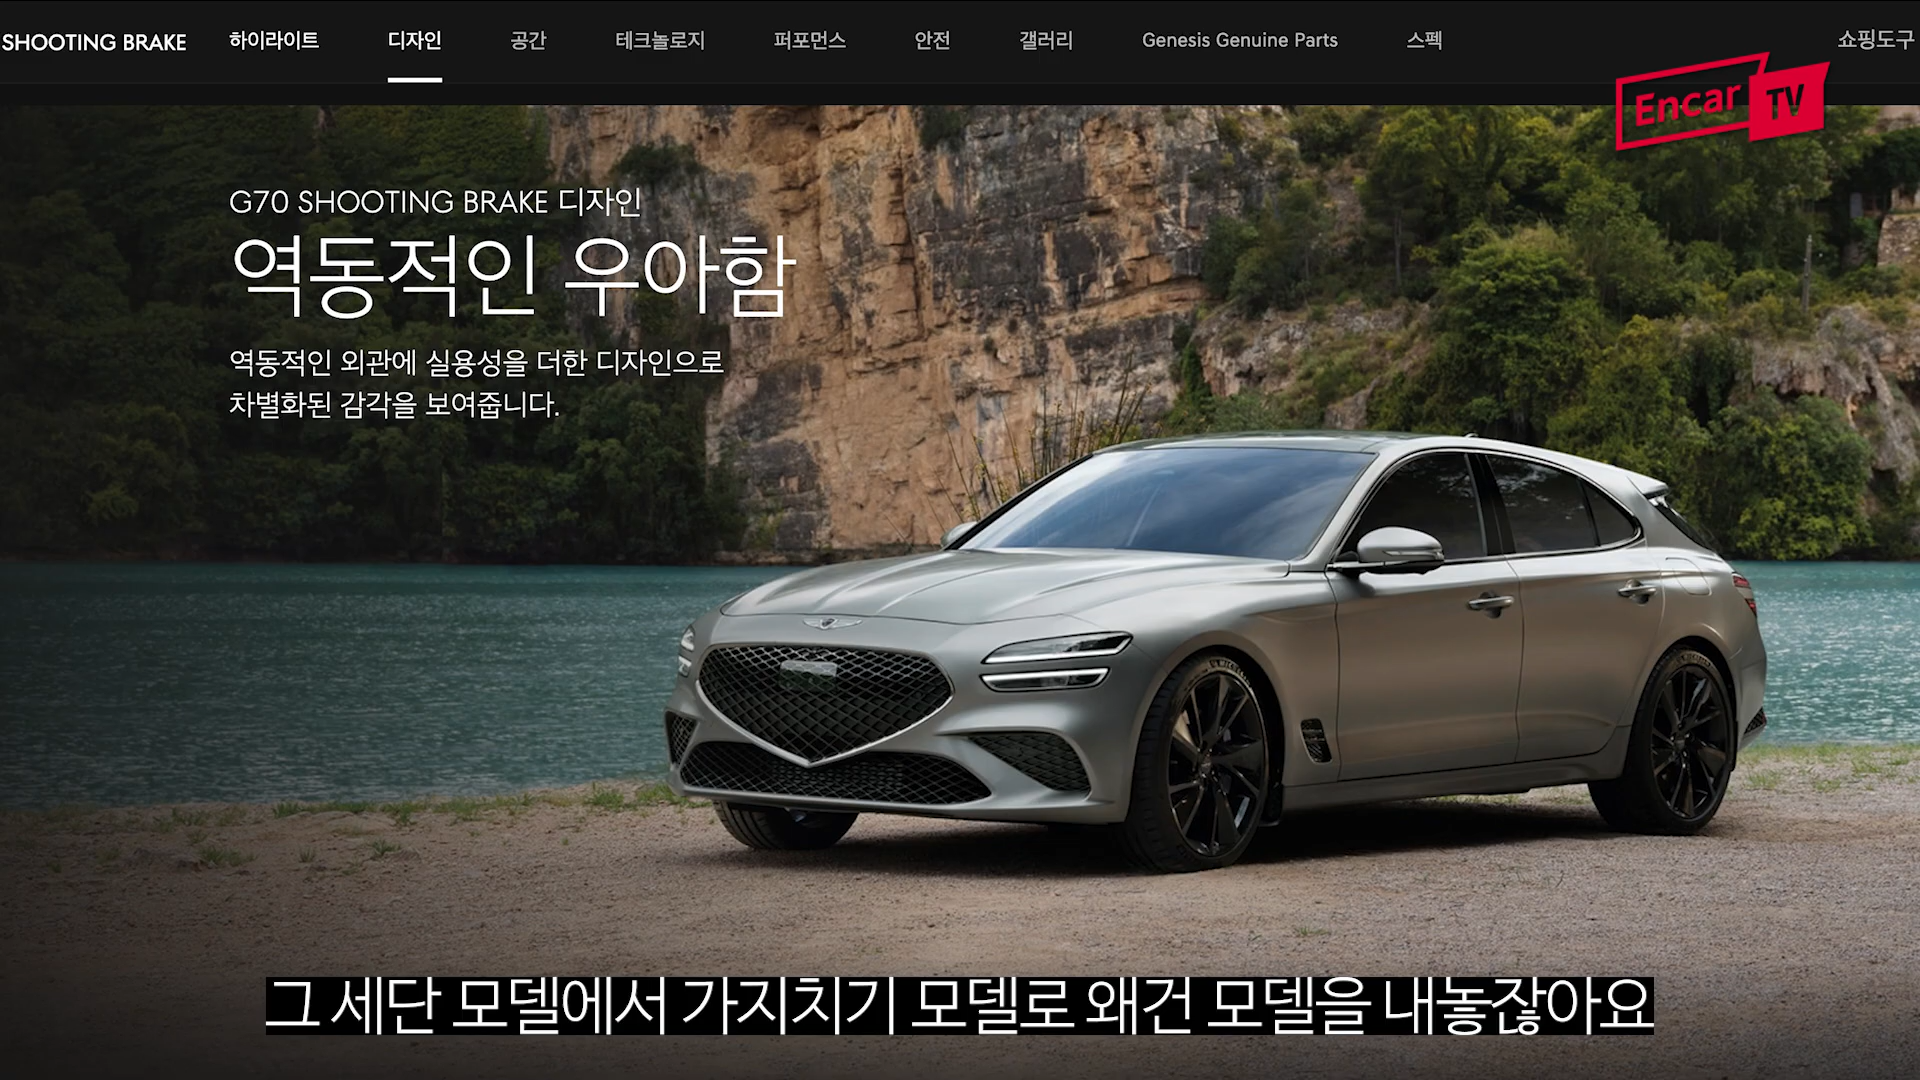 SHOOTING BRAKE 하이라이트 디자인 공간 테크놀로지 퍼포먼스 안전 갤러리 Genesis Genuine Parts 스펙 쇼핑도구
Encar TV
G70 SHOOTING BRAKE 디자인
역동적인 우아함
역동적인 외관에 실용성을 더한 디자인으로
차별화된 감각을 보여줍니다.
그 세단 모델에서 가지치기 모델로 왜건 모델을 내놓잖아요